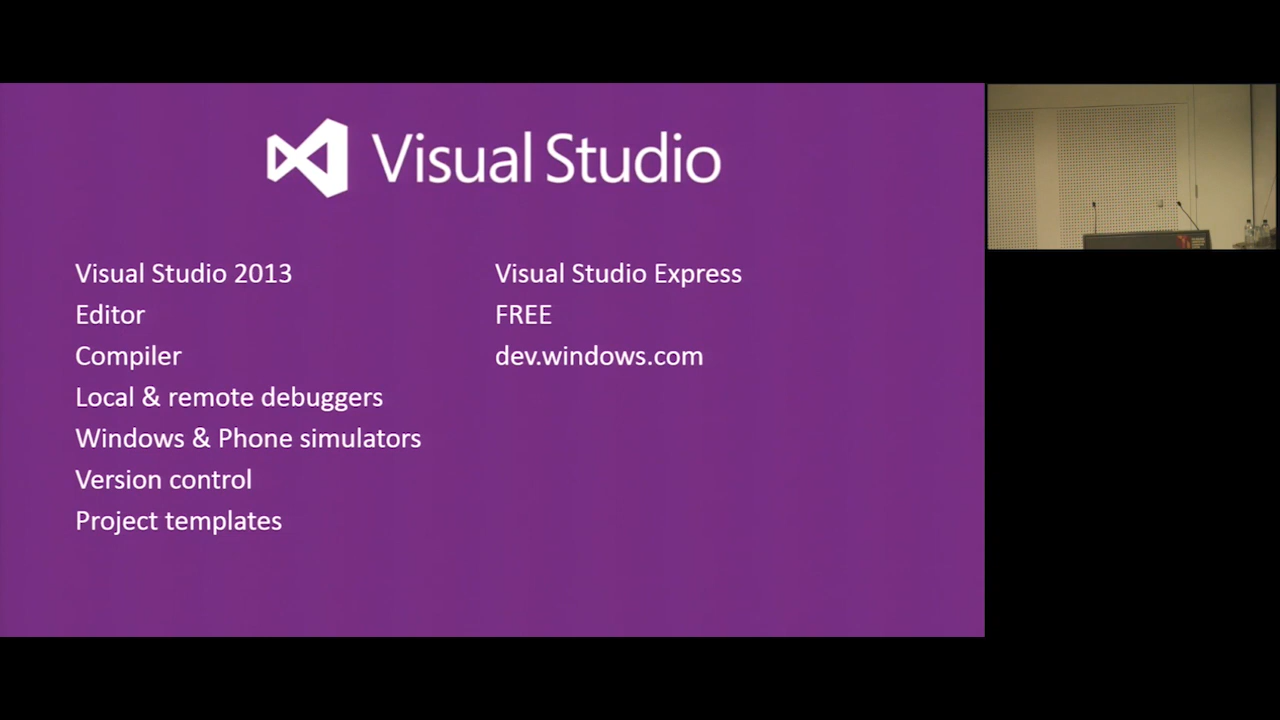 Visual Studio
Visual Studio 2013
Editor
Compiler
Local & remote debuggers
Windows & Phone simulators
Version control
Project templates
Visual Studio Express
FREE
dev.windows.com